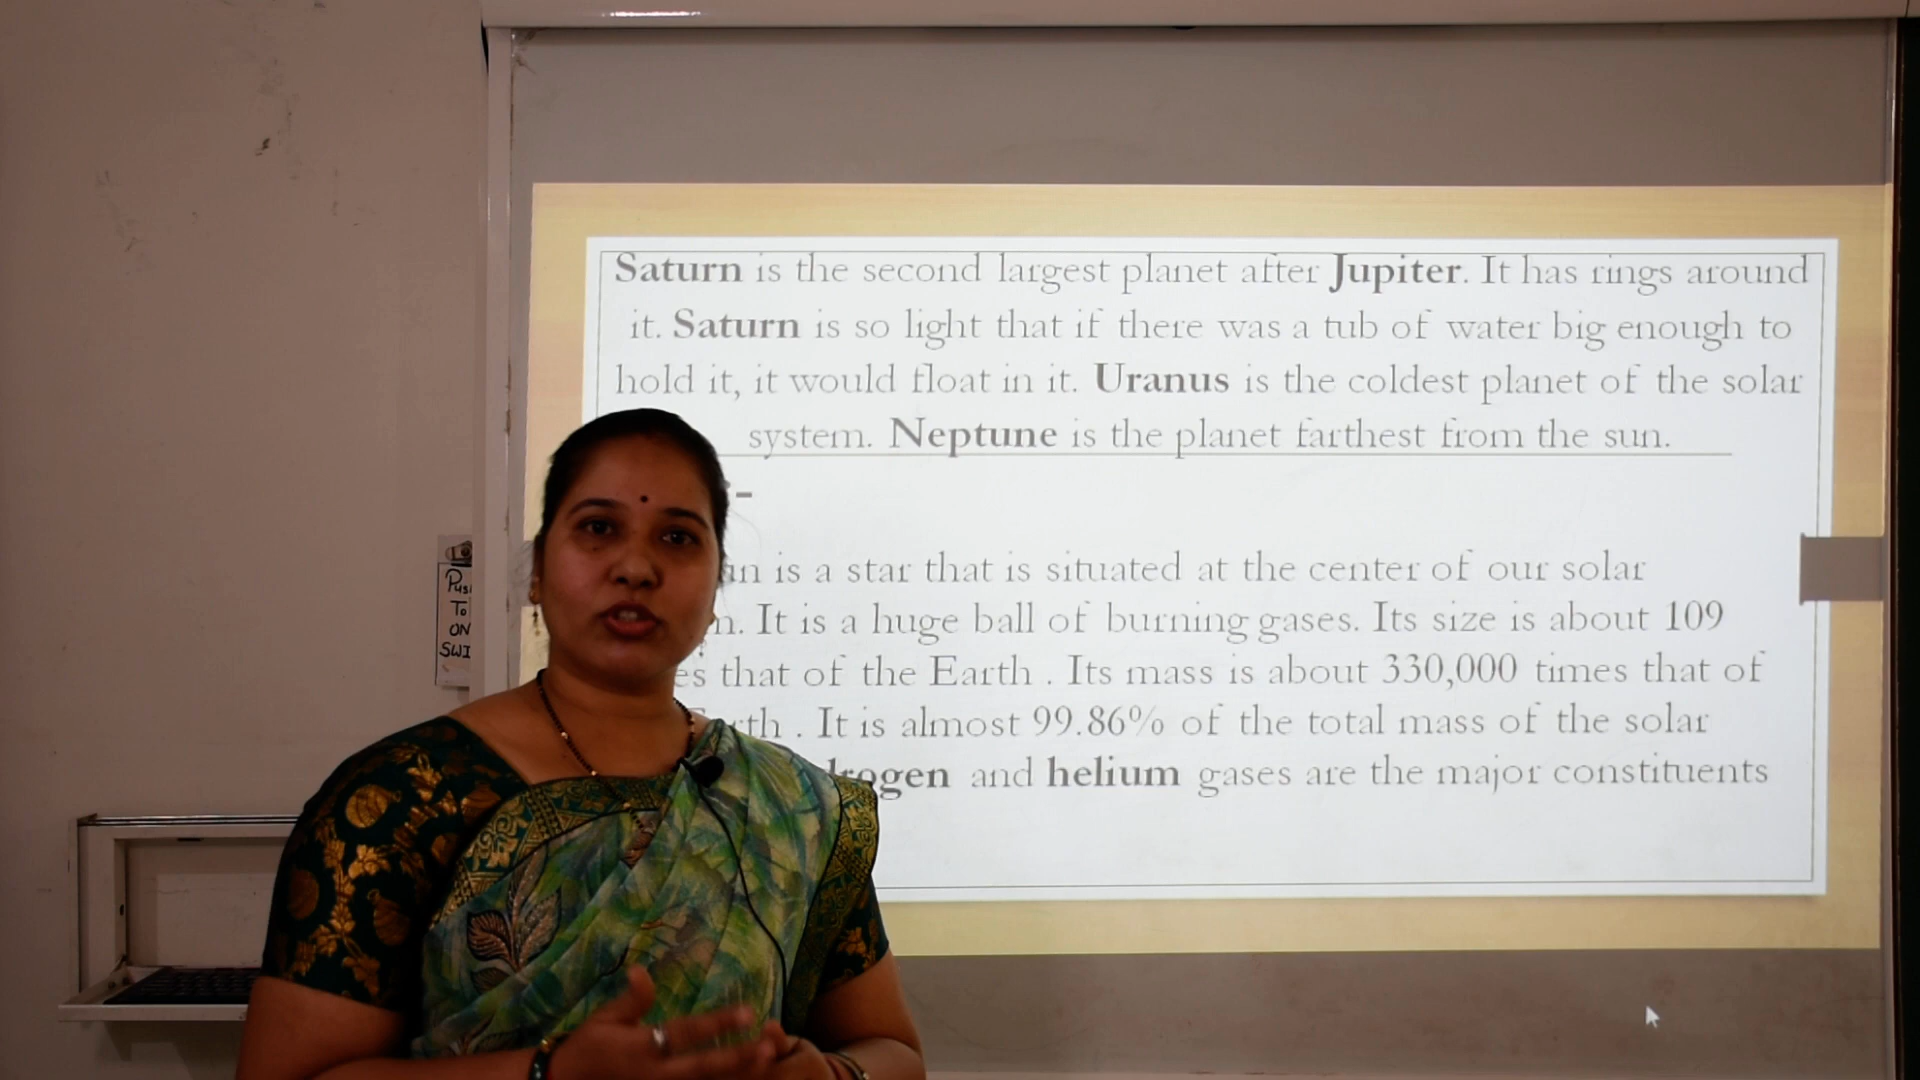 Saturn is the second largest planet after Jupiter. It has rings around
it. Saturn is so light that if there was a tub of water big enough to
hold it, it would float in it. Uranus is the coldest planet of the solar
system. Neptune is the planet farthest from the sun.
:-
is a star that is situated at the center of our solar
It is a huge ball of burning gases. Its size is about 109
that of the Earth . Its mass is about 330,000 times that of
. It is almost 99.86% of the total mass of the solar
and helium gases are the major constituents
To
ON